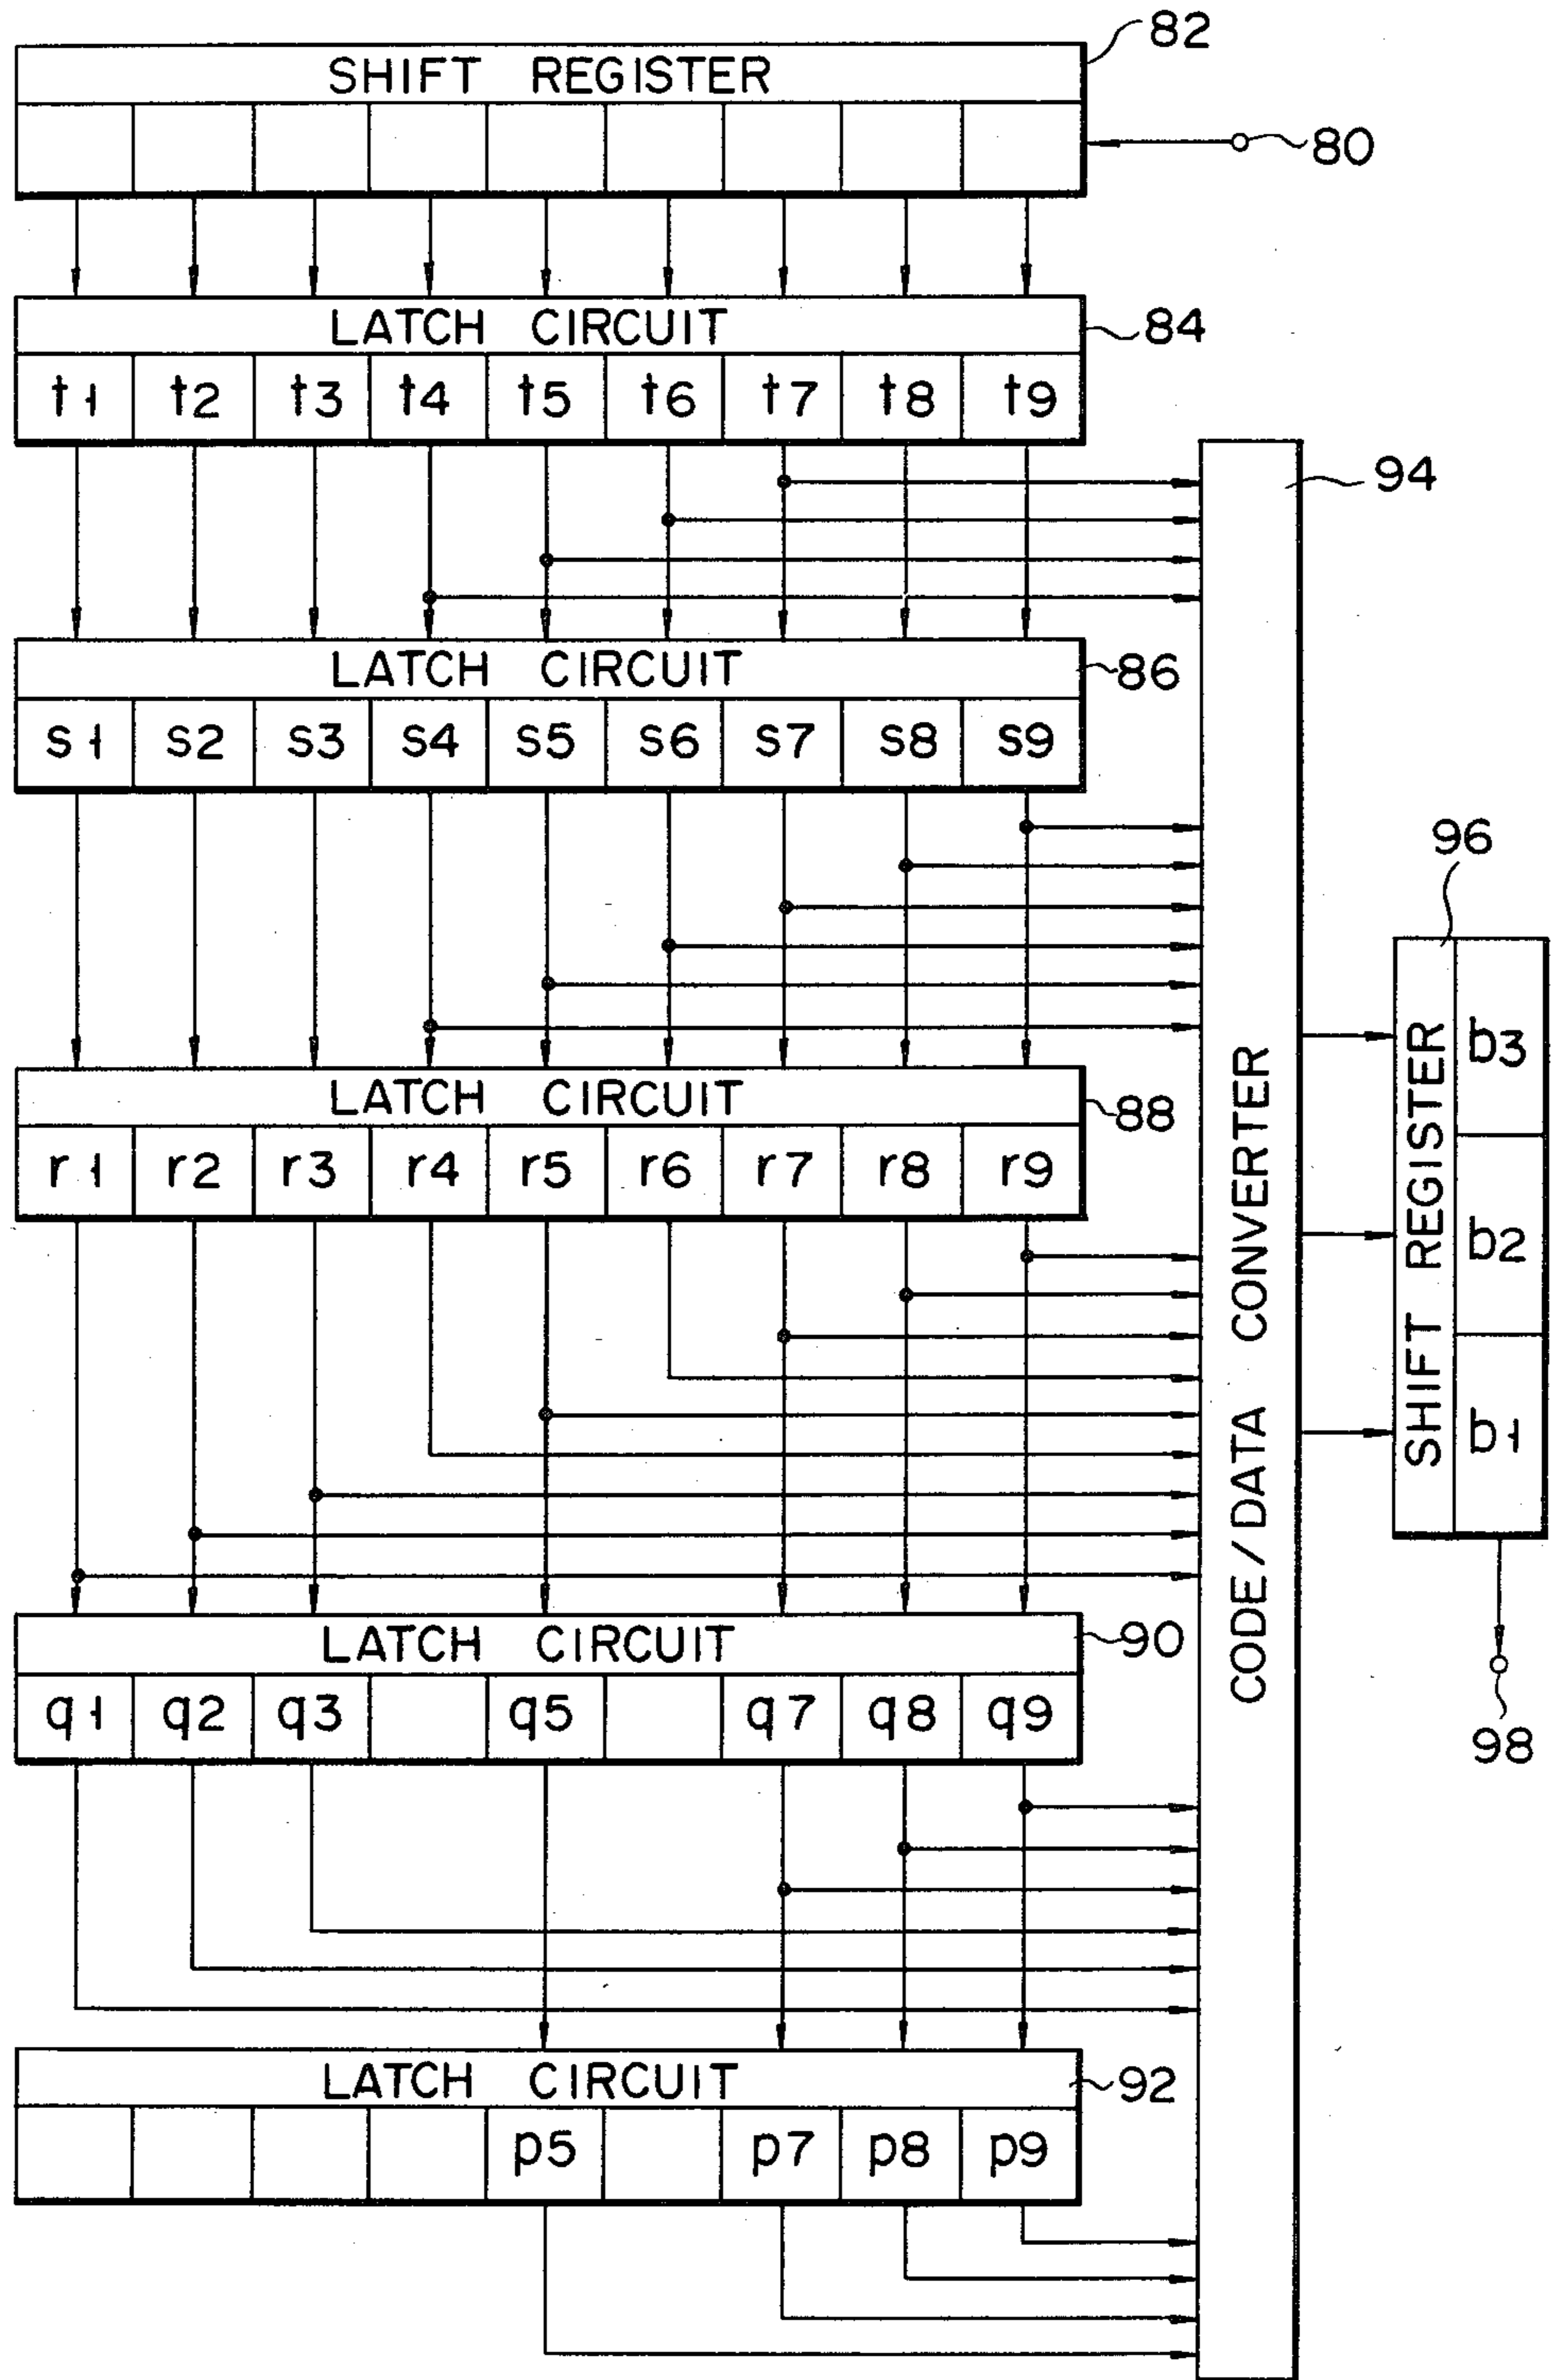 82
SHIFT REGISTER
80
LATCH CIRCUIT
84
t1 t2 t3 t4 t5 t6 t7 t8 t9
94
LATCH CIRCUIT
86
s1 s2 s3 s4 s5 s6 s7 s8 s9
96
LATCH CIRCUIT
88
r1 r2 r3 r4 r5 r6 r7 r8 r9
CODE/DATA CONVERTER
SHIFT REGISTER
b3
b2
b1
LATCH CIRCUIT
90
q1 q2 q3 q5 q7 q8 q9
98
LATCH CIRCUIT
92
p5 p7 p8 p9